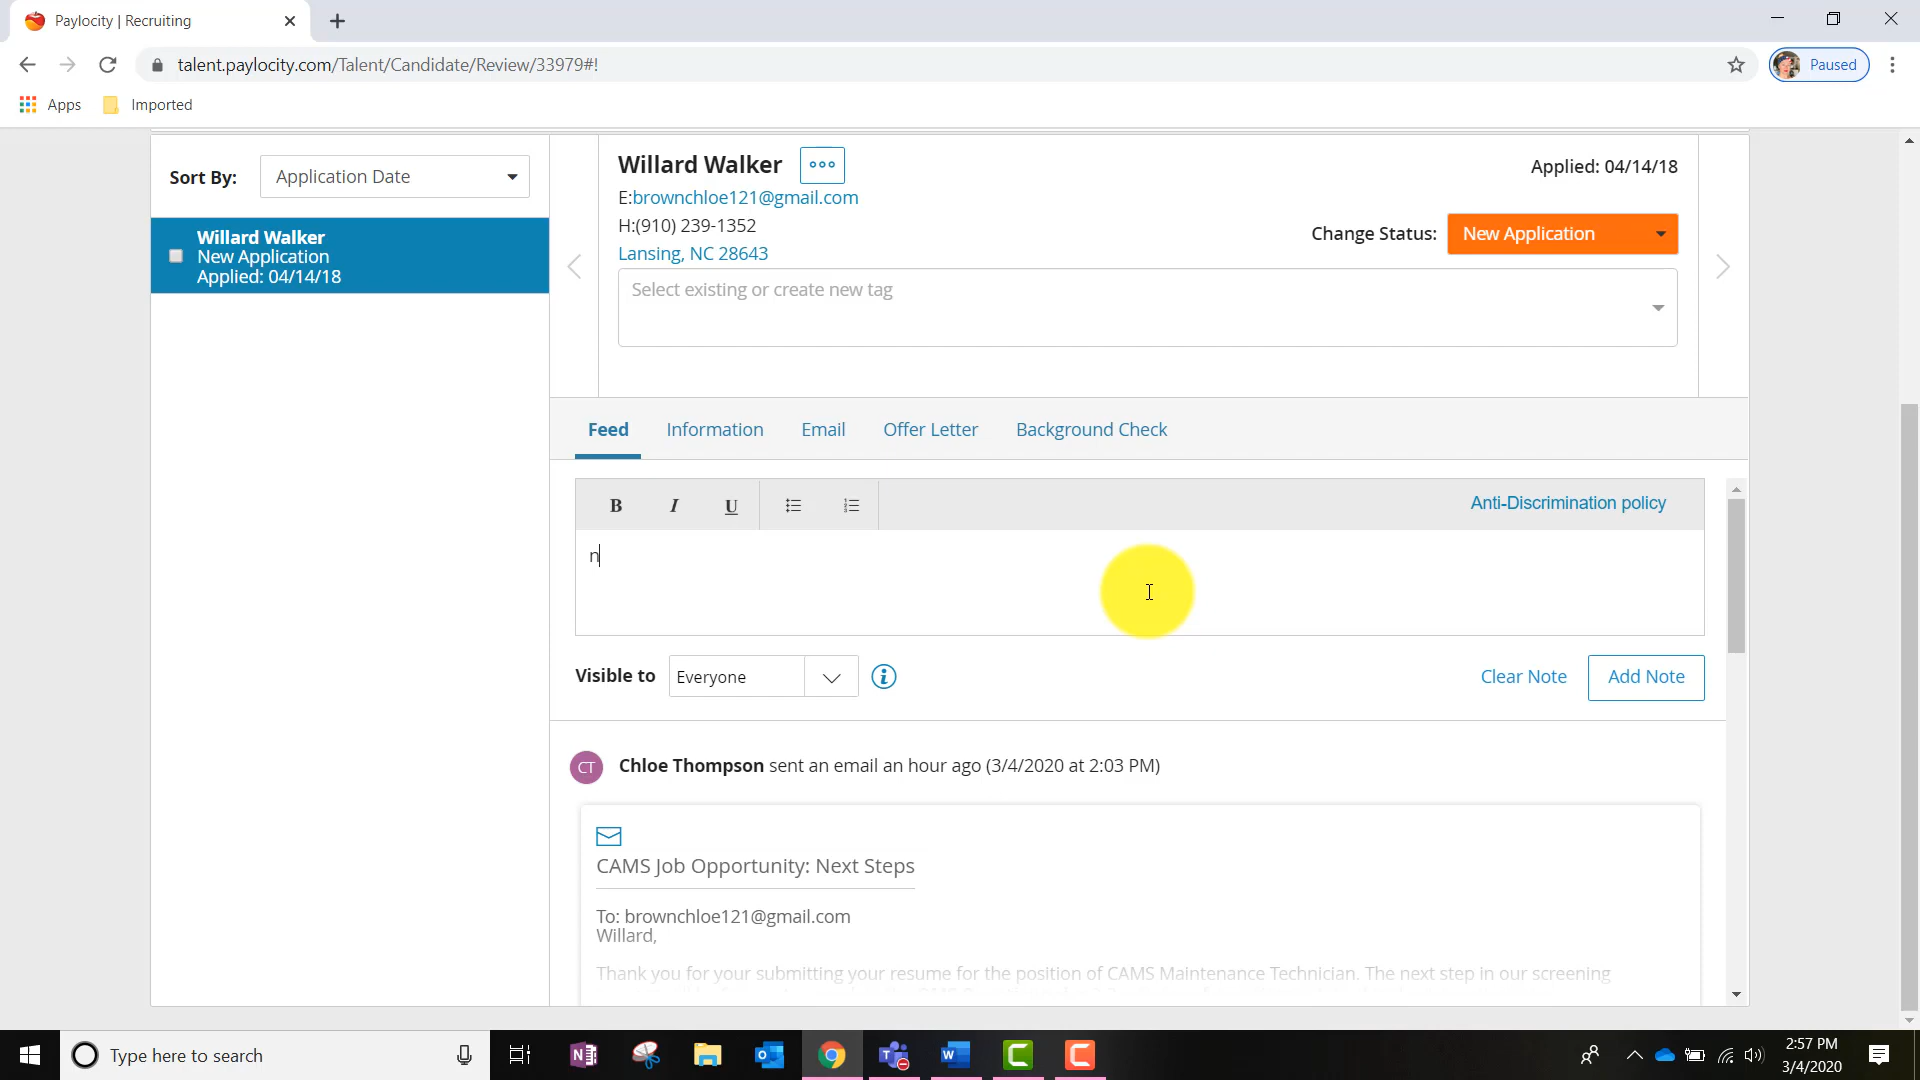 Paylocity | Recruiting
talent.paylocity.com/Talent/Candidate/Review/33979#!
Paused
Apps
Imported
Sort By:
Application Date
Willard Walker
New Application
Applied: 04/14/18
Willard Walker
Applied: 04/14/18
E:brownchloe121@gmail.com
H:(910) 239-1352
Change Status:
New Application
Lansing, NC 28643
Select existing or create new tag
Feed
Information
Email
Offer Letter
Background Check
B
I
U
Anti-Discrimination policy
n
Visible to
Everyone
Clear Note
Add Note
CT
Chloe Thompson sent an email an hour ago (3/4/2020 at 2:03 PM)
CAMS Job Opportunity: Next Steps
To: brownchloe121@gmail.com
Willard,
Thank you for your submitting your resume for the position of CAMS Maintenance Technician. The next step in our screening
Type here to search
2:57 PM
3/4/2020